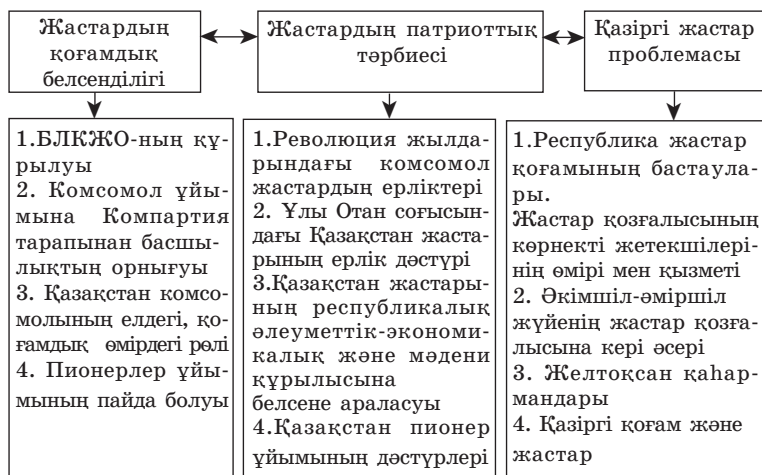 Жастардың
қоғамдық
белсенділігі
Жастардың патриоттық
тәрбиесі
Қазіргі жастар
проблемасы
1.БЛКЖО-ның құ-
рылуы
2. Комсомол ұйы-
мына Компартия
тарапынан басшы-
лықтың орнығуы
3. Қазақстан комсо-
молының елдегі, қо-
ғамдық өмірдегі рөлі
4. Пионерлер ұйы-
мының пайда болуы
1.Революция жылда-
рындағы комсомол
жастардың ерліктері
2. Ұлы Отан соғысын-
дағы Қазақстан жаста-
рының ерлік дәстүрі
3.Қазақстан жастары-
ның республикалық
әлеуметтік-экономи-
калық және мәдени
құрылысына
белсене араласуы
4.Қазақстан пионер
ұйымының дәстүрлері
1.Республика жастар
қоғамының бастаула-
ры.
Жастар қозғалысының
көрнекті жетекшілері-
нің өмірі мен қызметі
2. Әкімшіл-әміршіл
жүйенің жастар қозға-
лысына кері әсері
3. Желтоқсан қаһар-
мандары
4. Қазіргі қоғам және
жастар